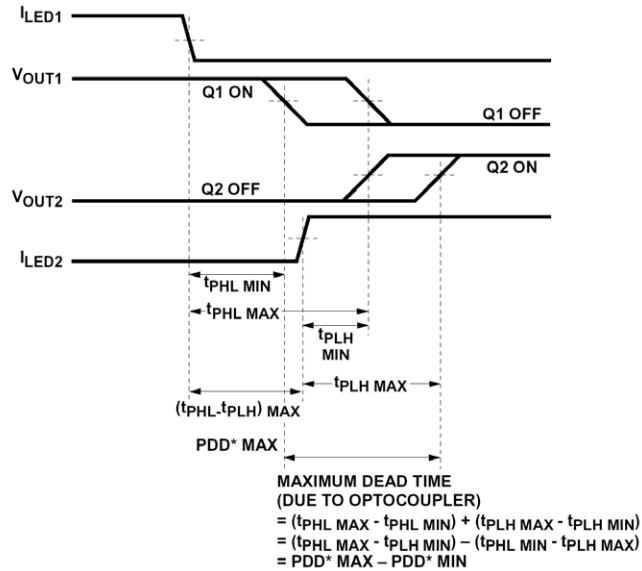 ILED1
VOUT1
Q1 ON
Q1 OFF
Q2 ON
Q2 OFF
VOUT2
ILED2
tPHL MIN
tPHL MAX
tPLH
MIN
tPLH MAX
(tPHL-tPLH) MAX
PDD* MAX
MAXIMUM DEAD TIME
(DUE TO OPTOCOUPLER)
= (tPHL MAX - tPHL MIN) + (tPLH MAX - tPLH MIN)
= (tPHL MAX - tPLH MIN) – (tPHL MIN - tPLH MAX)
= PDD* MAX – PDD* MIN